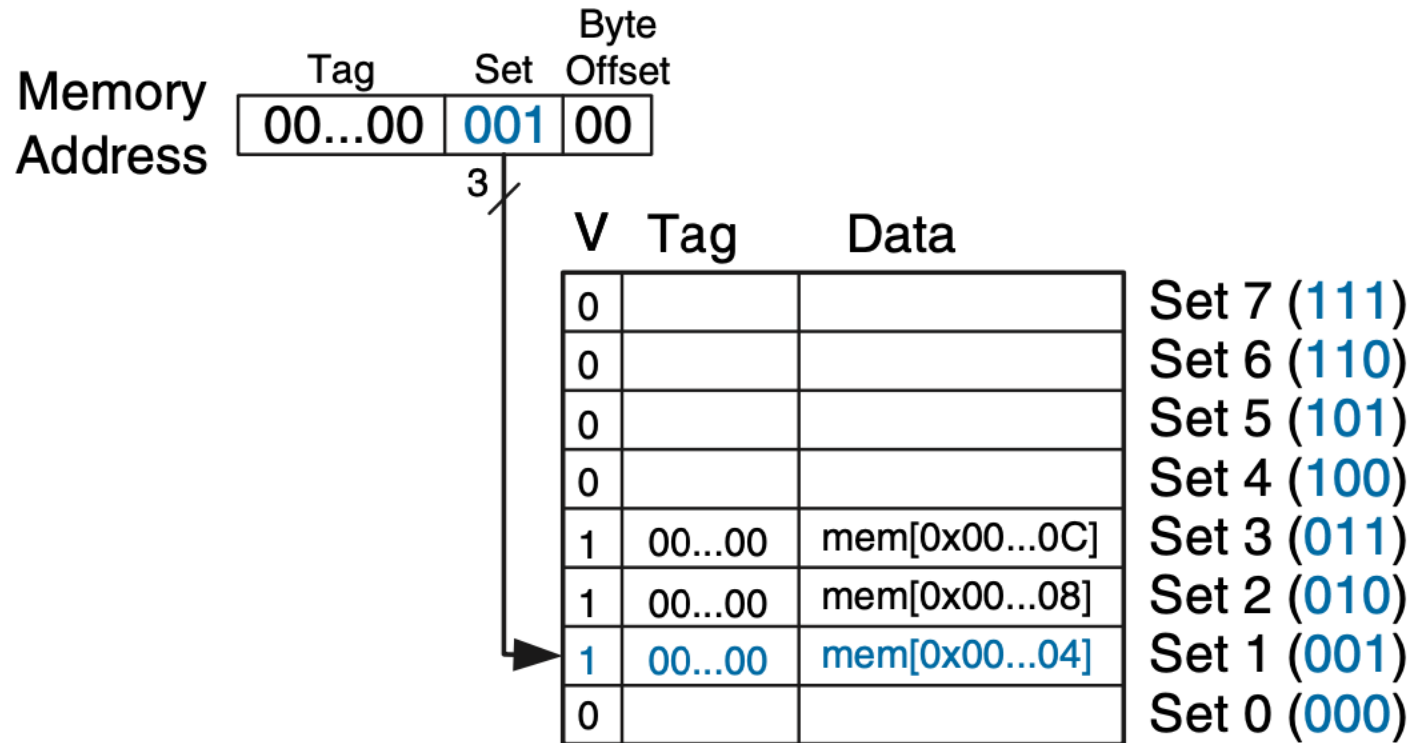 Byte
Tag Set Offset
Memory Address
00...00 001 00
3
V Tag Data
0 Set 7 (111)
0 Set 6 (110)
0 Set 5 (101)
0 Set 4 (100)
1 00...00 mem[0x00...0C] Set 3 (011)
1 00...00 mem[0x00...08] Set 2 (010)
1 00...00 mem[0x00...04] Set 1 (001)
0 Set 0 (000)